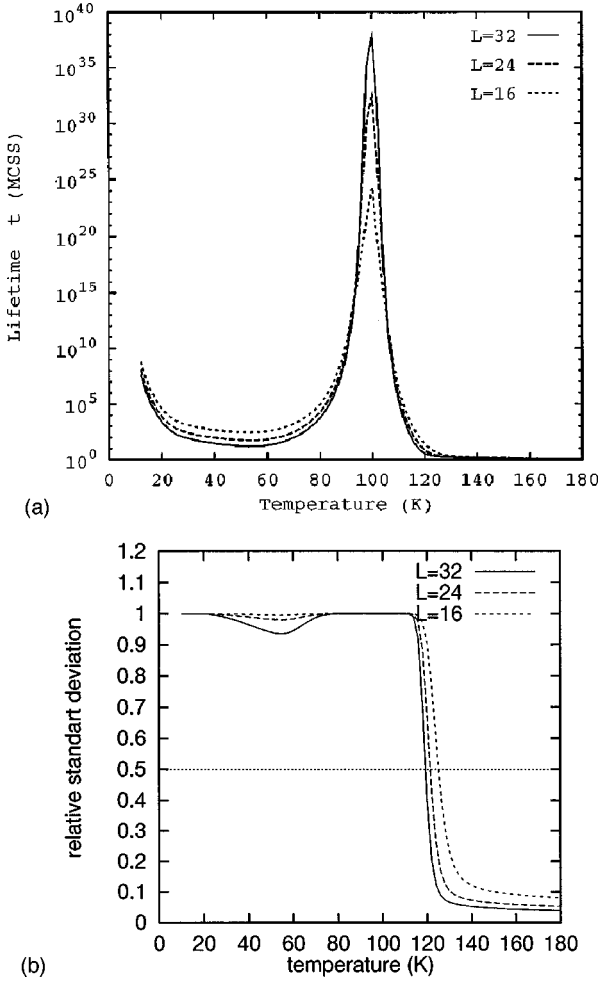 10^40
10^35
10^30
10^25
10^20
10^15
10^10
10^5
10^0
Lifetime t (MCSS)
L=32
L=24
L=16
0 20 40 60 80 100 120 140 160 180
Temperature (K)
(a)
1.2
1.1
1
0.9
0.8
0.7
0.6
0.5
0.4
0.3
0.2
0.1
0
relative standart deviation
L=32
L=24
L=16
0 20 40 60 80 100 120 140 160 180
temperature (K)
(b)